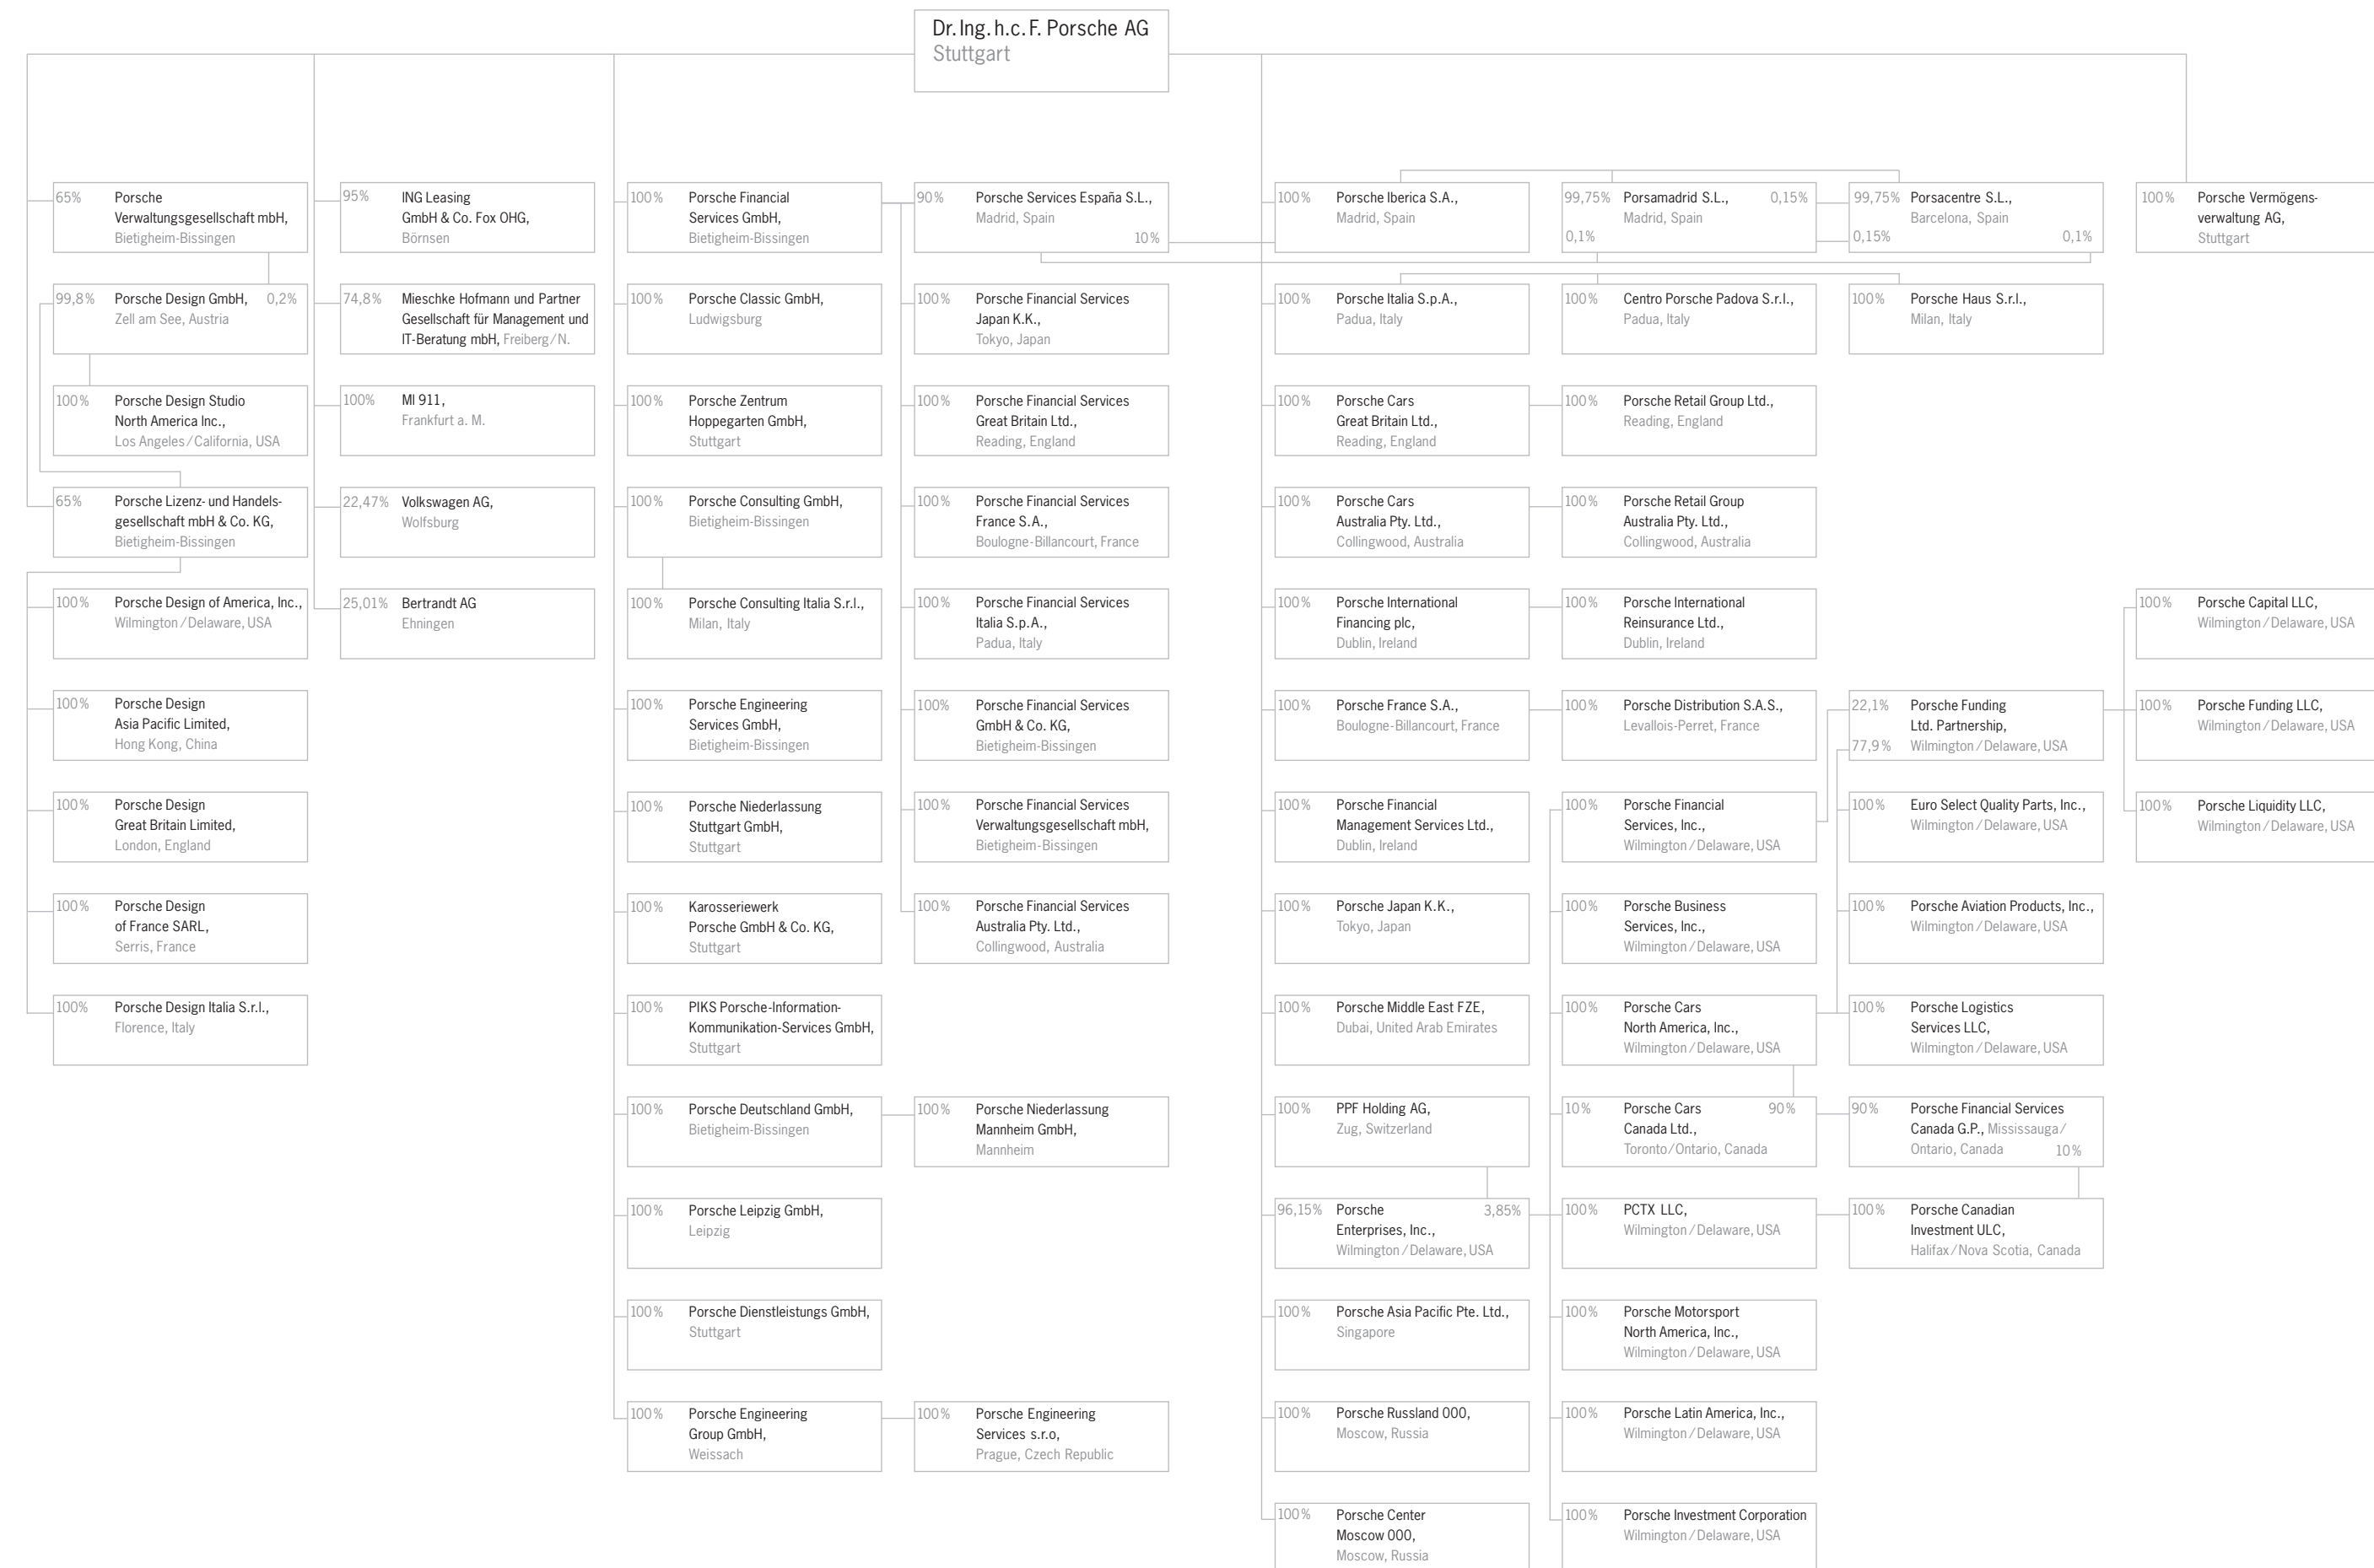 Dr. Ing. h.c. F. Porsche AG
Stuttgart
65%
Porsche
Verwaltungsgesellschaft mbH,
Bietigheim-Bissingen
99,8%
Porsche Design GmbH,
0,2%
Zell am See, Austria
100%
Porsche Design Studio
North America Inc.,
Los Angeles/California, USA
65%
Porsche Lizenz- und Handels-
gesellschaft mbH & Co. KG,
Bietigheim-Bissingen
100%
Porsche Design of America, Inc.,
Wilmington/Delaware, USA
100%
Porsche Design
Asia Pacific Limited,
Hong Kong, China
100%
Porsche Design
Great Britain Limited,
London, England
100%
Porsche Design
of France SARL,
Serris, France
100%
Porsche Design Italia S.r.l.,
Florence, Italy
95%
ING Leasing
GmbH & Co. Fox OHG,
Börnsen
74,8%
Mieschke Hofmann und Partner
Gesellschaft für Management und
IT-Beratung mbH, Freiberg/N.
100%
MI 911,
Frankfurt a. M.
22,47%
Volkswagen AG,
Wolfsburg
25,01%
Bertrandt AG
Ehningen
100%
Porsche Financial
Services GmbH,
Bietigheim-Bissingen
100%
Porsche Classic GmbH,
Ludwigsburg
100%
Porsche Zentrum
Hoppegarten GmbH,
Stuttgart
100%
Porsche Consulting GmbH,
Bietigheim-Bissingen
100%
Porsche Consulting Italia S.r.l.,
Milan, Italy
100%
Porsche Engineering
Services GmbH,
Bietigheim-Bissingen
100%
Porsche Niederlassung
Stuttgart GmbH,
Stuttgart
100%
Karosseriewerk
Porsche GmbH & Co. KG,
Stuttgart
100%
PIKS Porsche-Information-
Kommunikation-Services GmbH,
Stuttgart
100%
Porsche Deutschland GmbH,
Bietigheim-Bissingen
100%
Porsche Leipzig GmbH,
Leipzig
100%
Porsche Dienstleistungs GmbH,
Stuttgart
100%
Porsche Engineering
Group GmbH,
Weissach
90%
Porsche Services España S.L.,
Madrid, Spain
10%
100%
Porsche Financial Services
Japan K.K.,
Tokyo, Japan
100%
Porsche Financial Services
Great Britain Ltd.,
Reading, England
100%
Porsche Financial Services
France S.A.,
Boulogne-Billancourt, France
100%
Porsche Financial Services
Italia S.p.A.,
Padua, Italy
100%
Porsche Financial Services
GmbH & Co. KG,
Bietigheim-Bissingen
100%
Porsche Financial Services
Verwaltungsgesellschaft mbH,
Bietigheim-Bissingen
100%
Porsche Financial Services
Australia Pty. Ltd.,
Collingwood, Australia
100%
Porsche Niederlassung
Mannheim GmbH,
Mannheim
100%
Porsche Engineering
Services s.r.o,
Prague, Czech Republic
100%
Porsche Iberica S.A.,
Madrid, Spain
100%
Porsche Italia S.p.A.,
Padua, Italy
100%
Porsche Cars
Great Britain Ltd.,
Reading, England
100%
Porsche Cars
Australia Pty. Ltd.,
Collingwood, Australia
100%
Porsche International
Financing plc,
Dublin, Ireland
100%
Porsche France S.A.,
Boulogne-Billancourt, France
100%
Porsche Financial
Management Services Ltd.,
Dublin, Ireland
100%
Porsche Japan K.K.,
Tokyo, Japan
100%
Porsche Middle East FZE,
Dubai, United Arab Emirates
100%
PPF Holding AG,
Zug, Switzerland
96,15%
Porsche
3,85%
Enterprises, Inc.,
Wilmington/Delaware, USA
100%
Porsche Asia Pacific Pte. Ltd.,
Singapore
100%
Porsche Russland OOO,
Moscow, Russia
100%
Porsche Center
Moscow OOO,
Moscow, Russia
99,75%
Porsamadrid S.L.,
0,15%
Madrid, Spain
0,1%
100%
Centro Porsche Padova S.r.l.,
Padua, Italy
100%
Porsche Retail Group Ltd.,
Reading, England
100%
Porsche Retail Group
Australia Pty. Ltd.,
Collingwood, Australia
100%
Porsche International
Reinsurance Ltd.,
Dublin, Ireland
100%
Porsche Distribution S.A.S.,
Levallois-Perret, France
100%
Porsche Financial
Services, Inc.,
Wilmington/Delaware, USA
100%
Porsche Business
Services, Inc.,
Wilmington/Delaware, USA
100%
Porsche Cars
North America, Inc.,
Wilmington/Delaware, USA
10%
Porsche Cars
90%
Canada Ltd.,
Toronto/Ontario, Canada
100%
PCTX LLC,
Wilmington/Delaware, USA
100%
Porsche Motorsport
North America, Inc.,
Wilmington/Delaware, USA
100%
Porsche Latin America, Inc.,
Wilmington/Delaware, USA
100%
Porsche Investment Corporation
Wilmington/Delaware, USA
99,75%
Porsacentre S.L.,
Barcelona, Spain
0,15%
0,1%
100%
Porsche Haus S.r.l.,
Milan, Italy
22,1%
Porsche Funding
Ltd. Partnership,
77,9%
Wilmington/Delaware, USA
100%
Euro Select Quality Parts, Inc.,
Wilmington/Delaware, USA
100%
Porsche Aviation Products, Inc.,
Wilmington/Delaware, USA
100%
Porsche Logistics
Services LLC,
Wilmington/Delaware, USA
90%
Porsche Financial Services
Canada G.P., Mississauga/
Ontario, Canada
10%
100%
Porsche Canadian
Investment ULC,
Halifax/Nova Scotia, Canada
100%
Porsche Vermögens-
verwaltung AG,
Stuttgart
100%
Porsche Capital LLC,
Wilmington/Delaware, USA
100%
Porsche Funding LLC,
Wilmington/Delaware, USA
100%
Porsche Liquidity LLC,
Wilmington/Delaware, USA